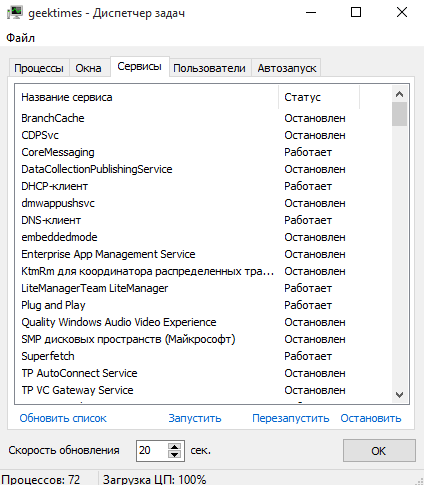 geektimes - Диспетчер задач
Файл
Процессы Окна Сервисы Пользователи Автозапуск
Название сервиса Статус
BranchCache Остановлен
CDPSvc Остановлен
CoreMessaging Работает
DataCollectionPublishingService Остановлен
DHCP-клиент Работает
dmwappushsvc Остановлен
DNS-клиент Работает
embeddedmode Остановлен
Enterprise App Management Service Остановлен
KtmRm для координатора распределенных тра... Остановлен
LiteManagerTeam LiteManager Работает
Plug and Play Работает
Quality Windows Audio Video Experience Остановлен
SMP дисковых пространств (Майкрософт) Остановлен
Superfetch Работает
TP AutoConnect Service Остановлен
TP VC Gateway Service Остановлен
Обновить список Запустить Перезапустить Остановить
Скорость обновления 20 сек. OK
Процессов: 72 Загрузка ЦП: 100%